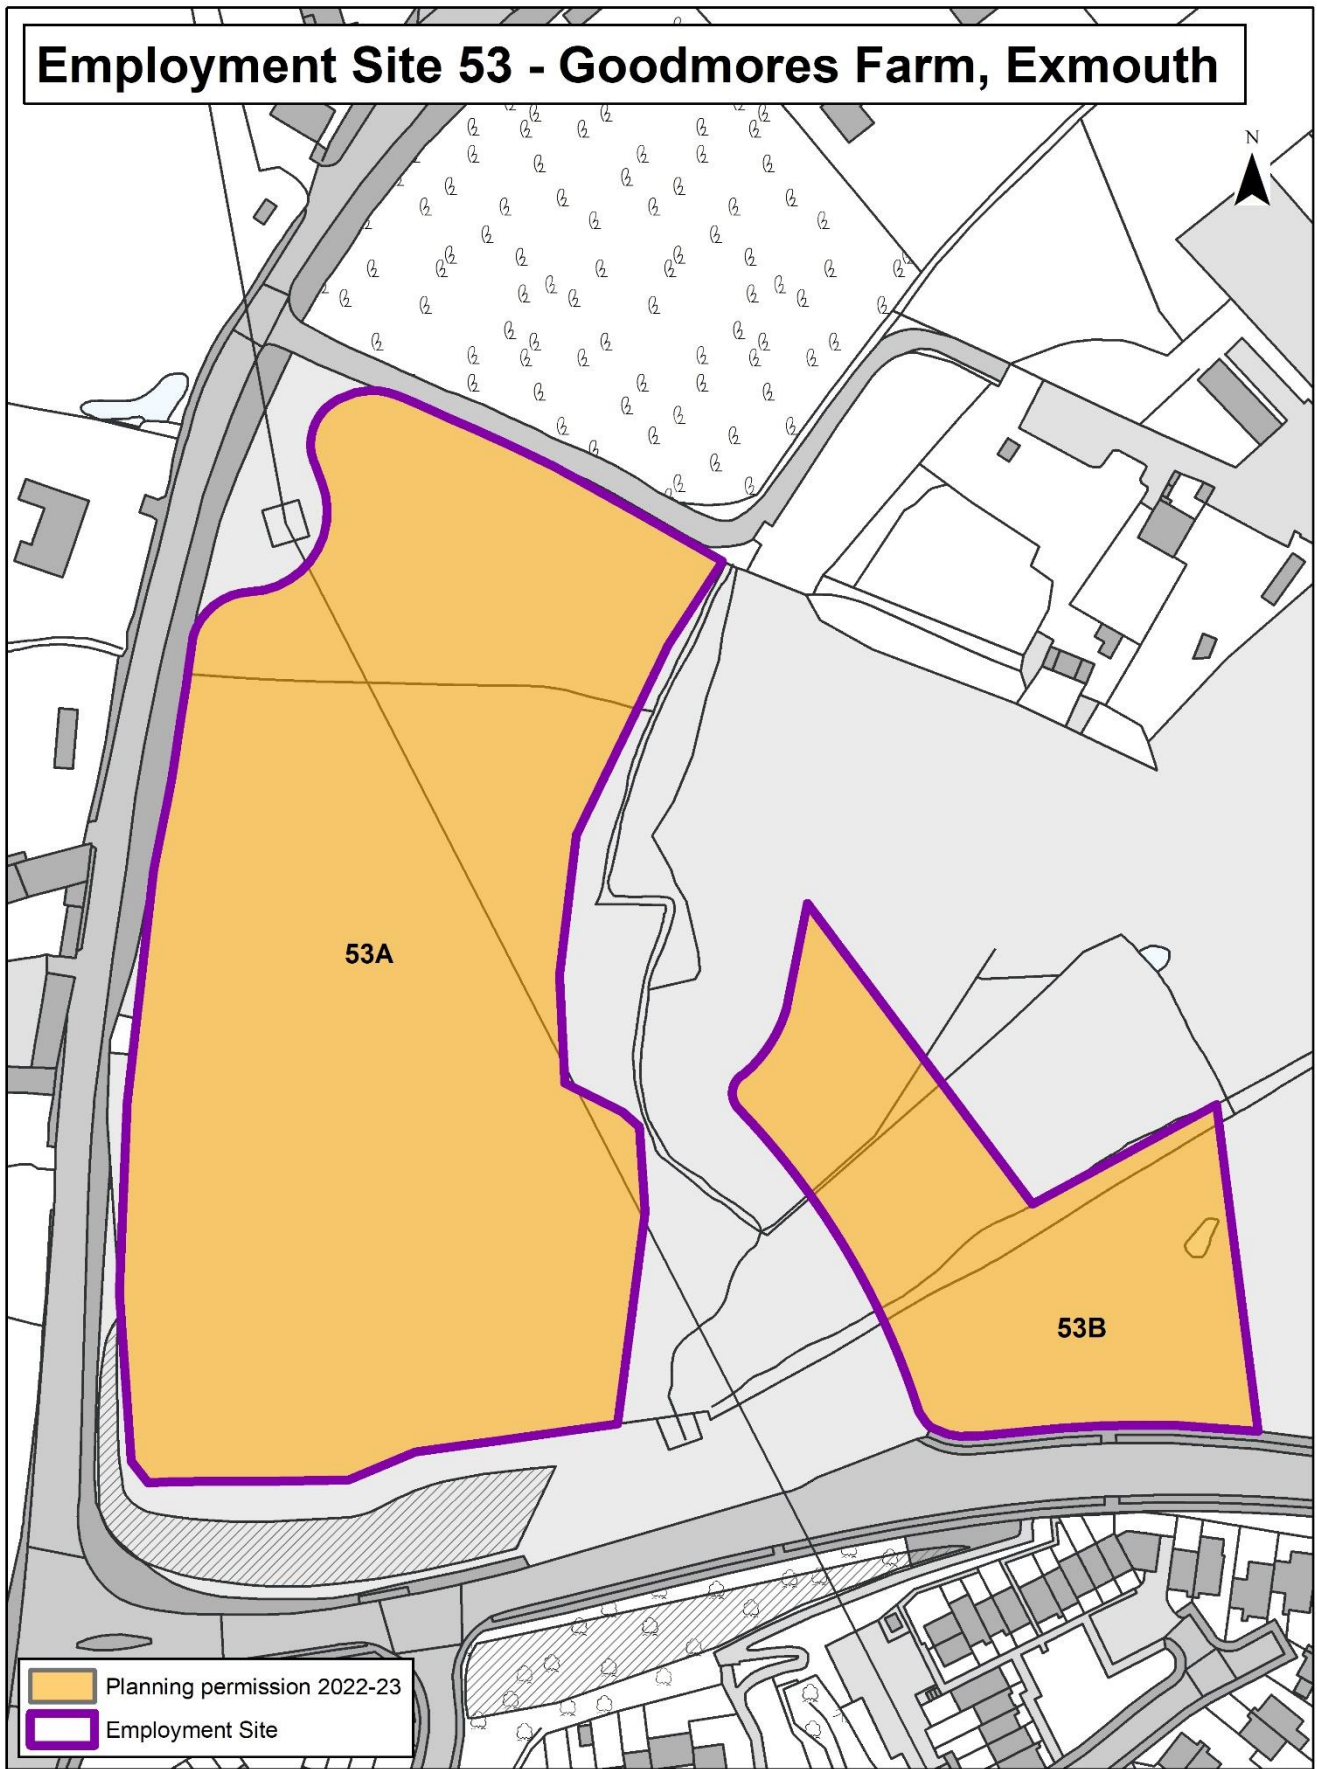 Employment Site 53 - Goodmores Farm, Exmouth
N
53A
53B
Planning permission 2022-23
Employment Site